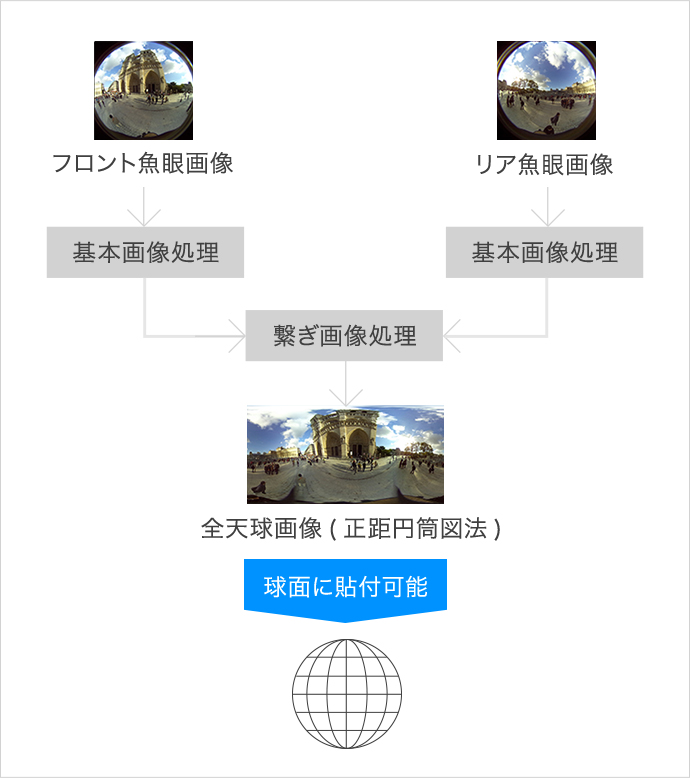 フロント魚眼画像
リア魚眼画像
基本画像処理
基本画像処理
繋ぎ画像処理
全天球画像 ( 正距円筒図法 )
球面に貼付可能